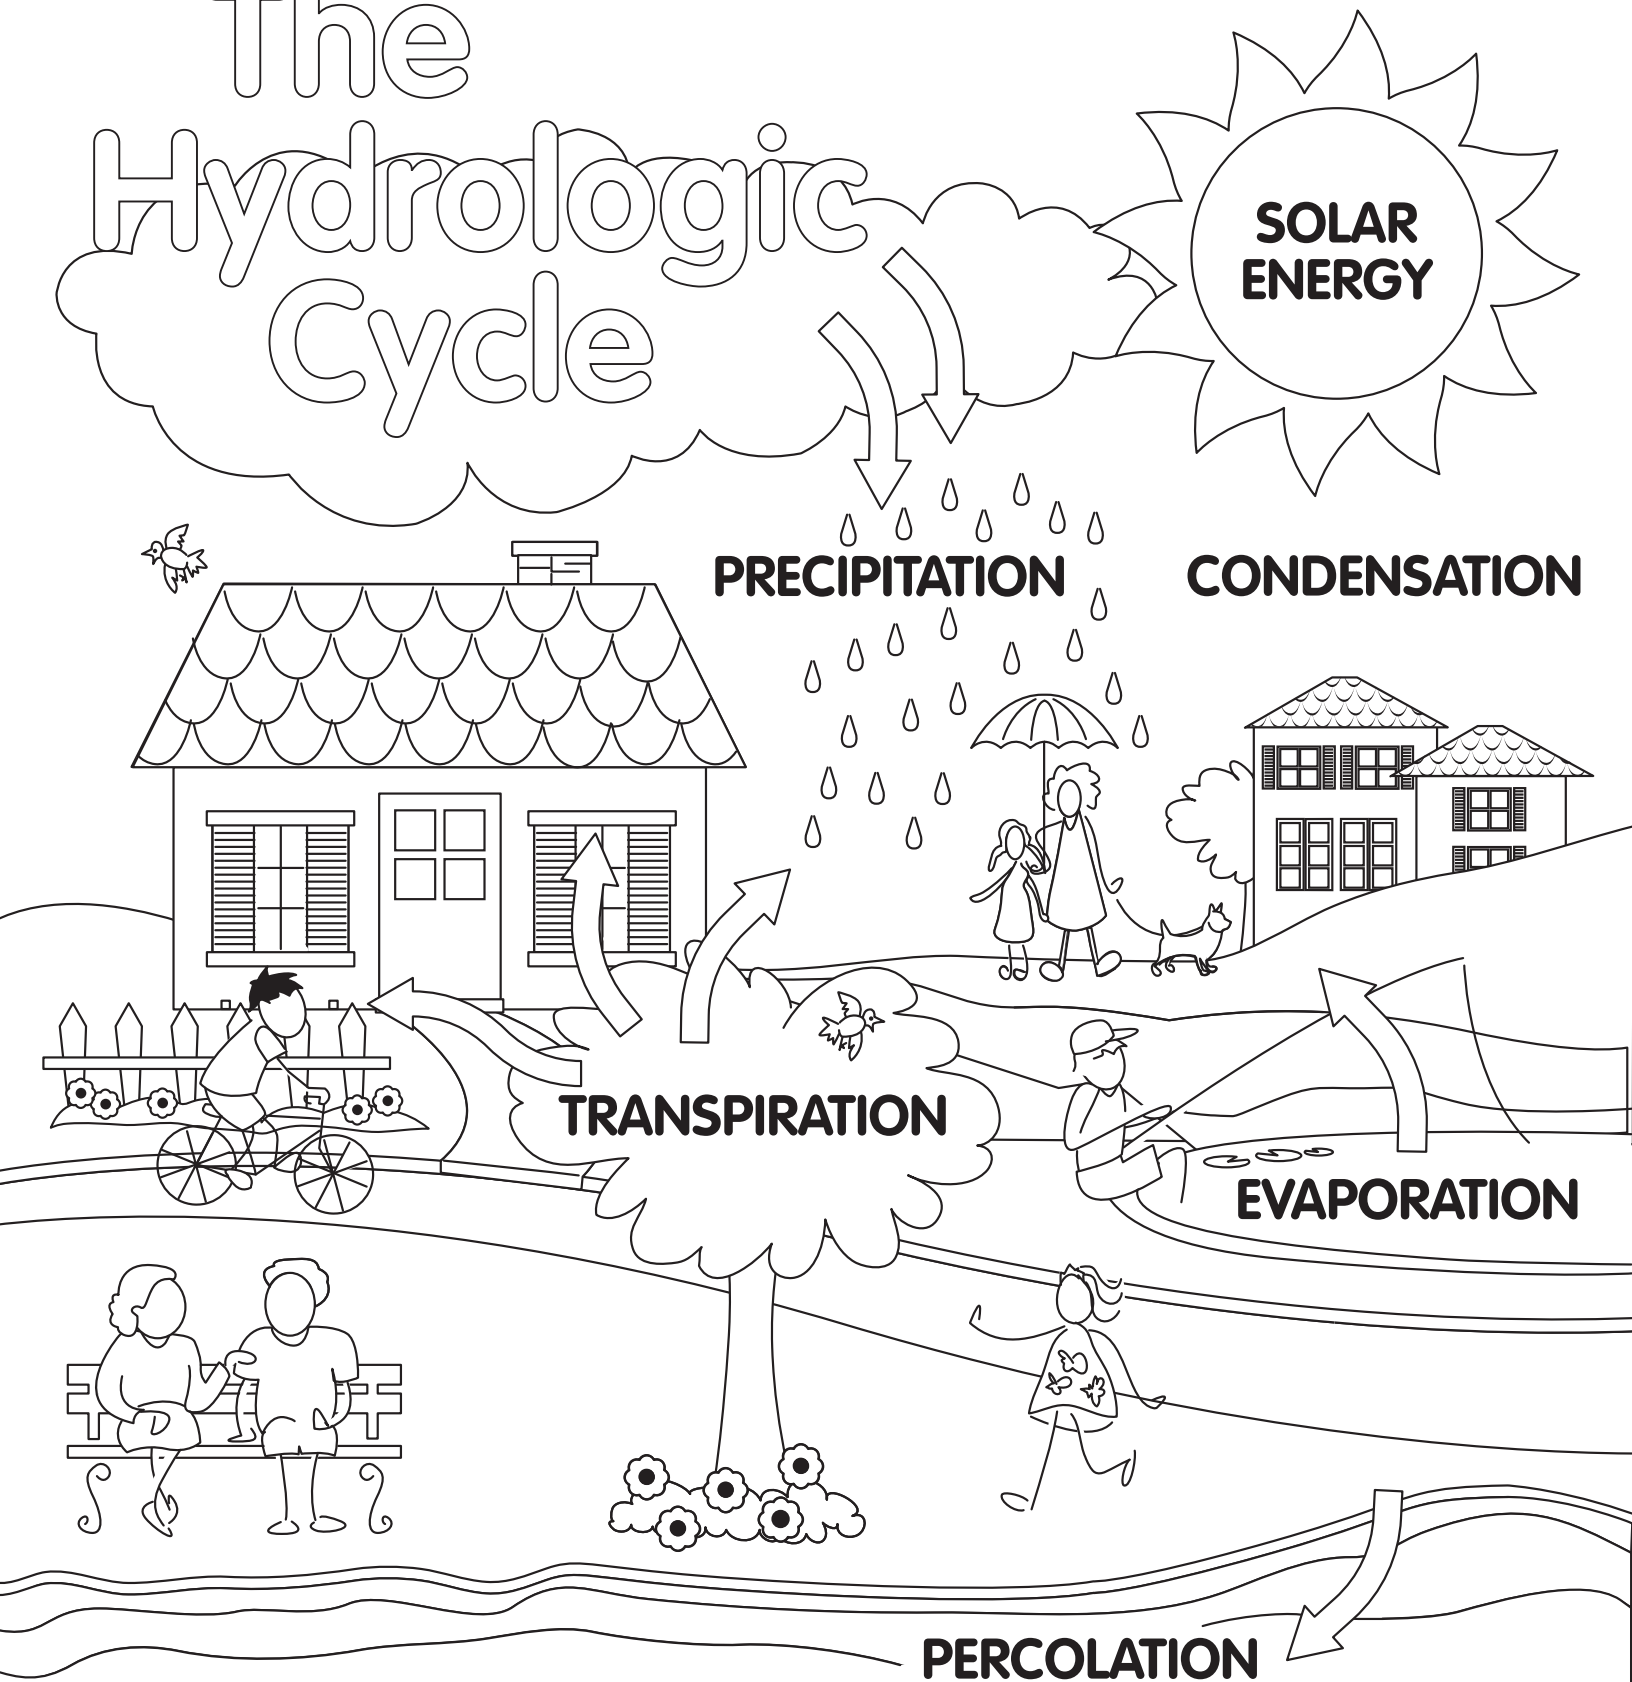 The
Hydrologic
Cycle
SOLAR
ENERGY
PRECIPITATION
CONDENSATION
TRANSPIRATION
EVAPORATION
PERCOLATION